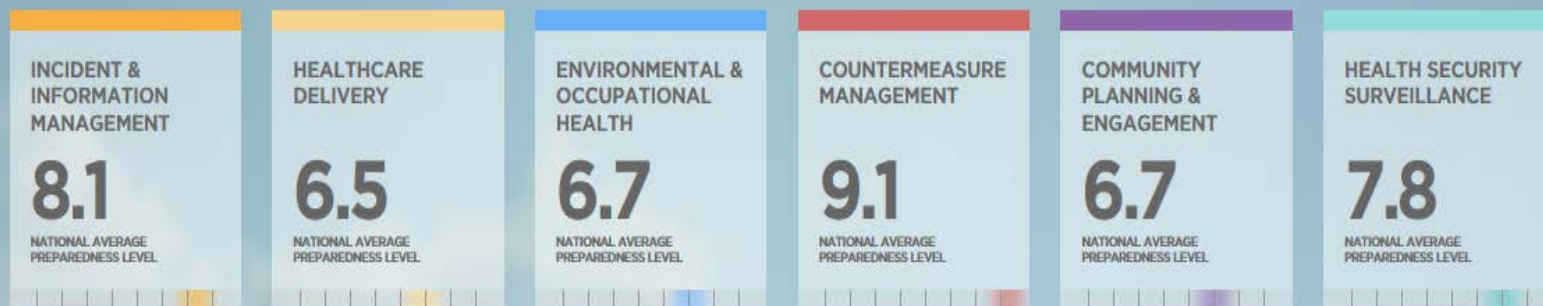 INCIDENT &
INFORMATION
MANAGEMENT
8.1
NATIONAL AVERAGE
PREPAREDNESS LEVEL
HEALTHCARE
DELIVERY
6.5
NATIONAL AVERAGE
PREPAREDNESS LEVEL
ENVIRONMENTAL &
OCCUPATIONAL
HEALTH
6.7
NATIONAL AVERAGE
PREPAREDNESS LEVEL
COUNTERMEASURE
MANAGEMENT
9.1
NATIONAL AVERAGE
PREPAREDNESS LEVEL
COMMUNITY
PLANNING &
ENGAGEMENT
6.7
NATIONAL AVERAGE
PREPAREDNESS LEVEL
HEALTH SECURITY
SURVEILLANCE
7.8
NATIONAL AVERAGE
PREPAREDNESS LEVEL